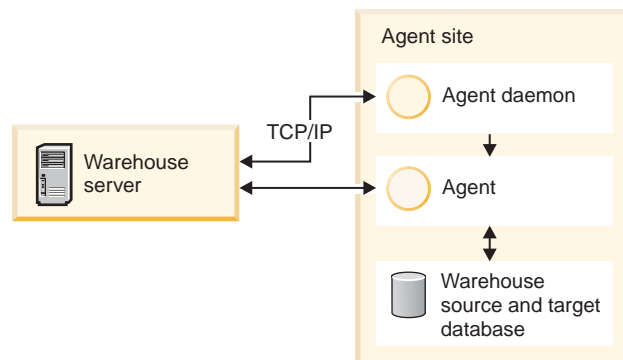 Agent site
Agent daemon
TCP/IP
Warehouse
server
Agent
Warehouse
source and target
database